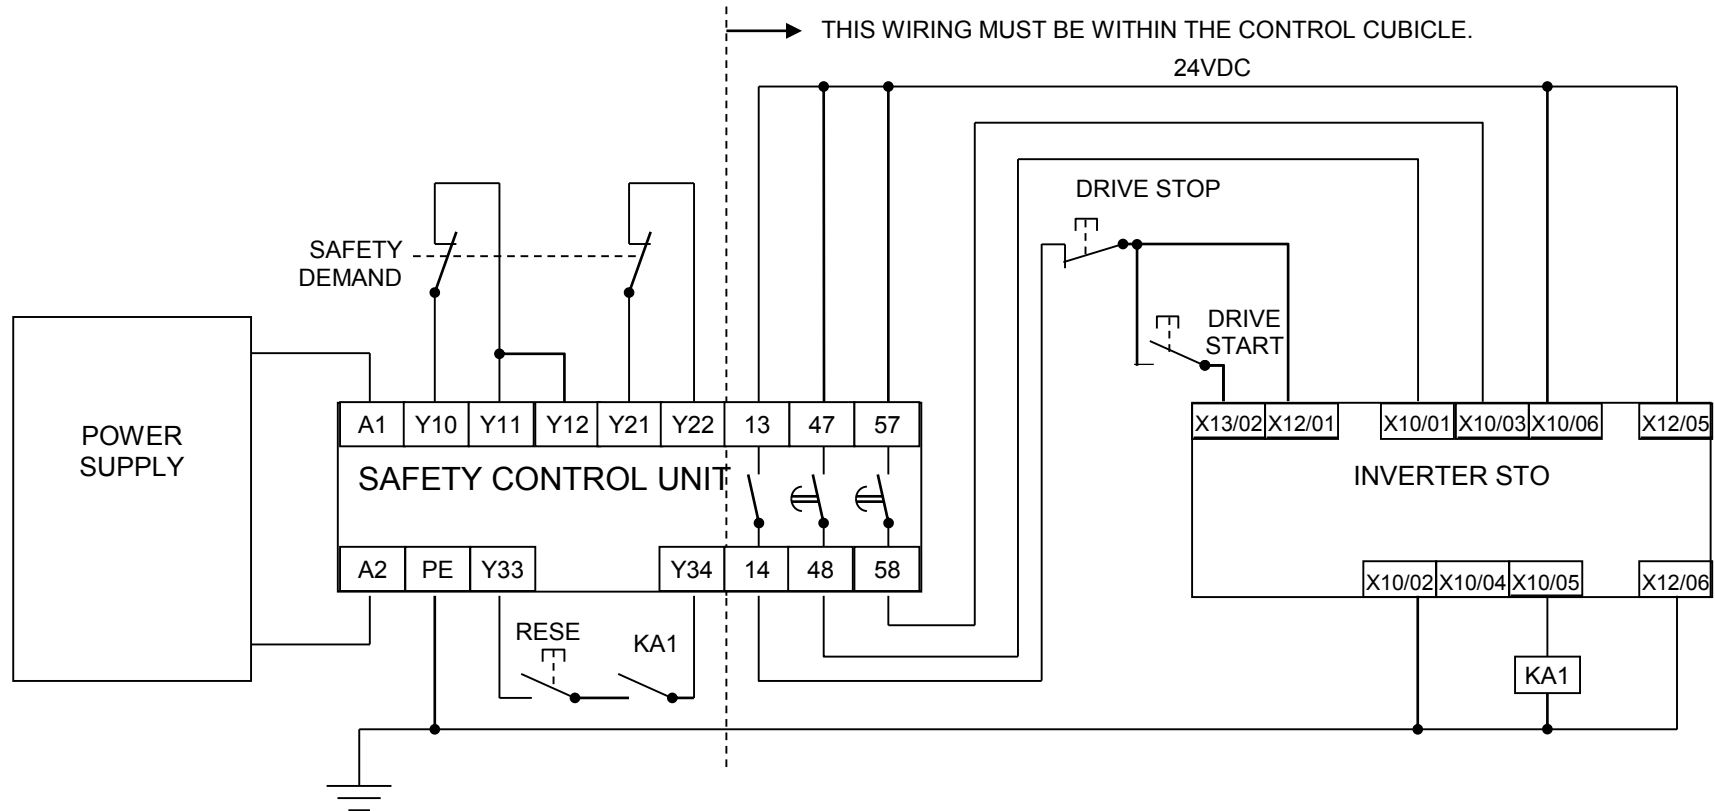 THIS WIRING MUST BE WITHIN THE CONTROL CUBICLE.
24VDC
DRIVE STOP
SAFETY
DEMAND
DRIVE
START
POWER
SUPPLY
A1 Y10 Y11 Y12 Y21 Y22 13 47 57
SAFETY CONTROL UNIT
A2 PE Y33 Y34 14 48 58
RESE
KA1
X13/02 X12/01 X10/01 X10/03 X10/06 X12/05
INVERTER STO
X10/02 X10/04 X10/05 X12/06
KA1